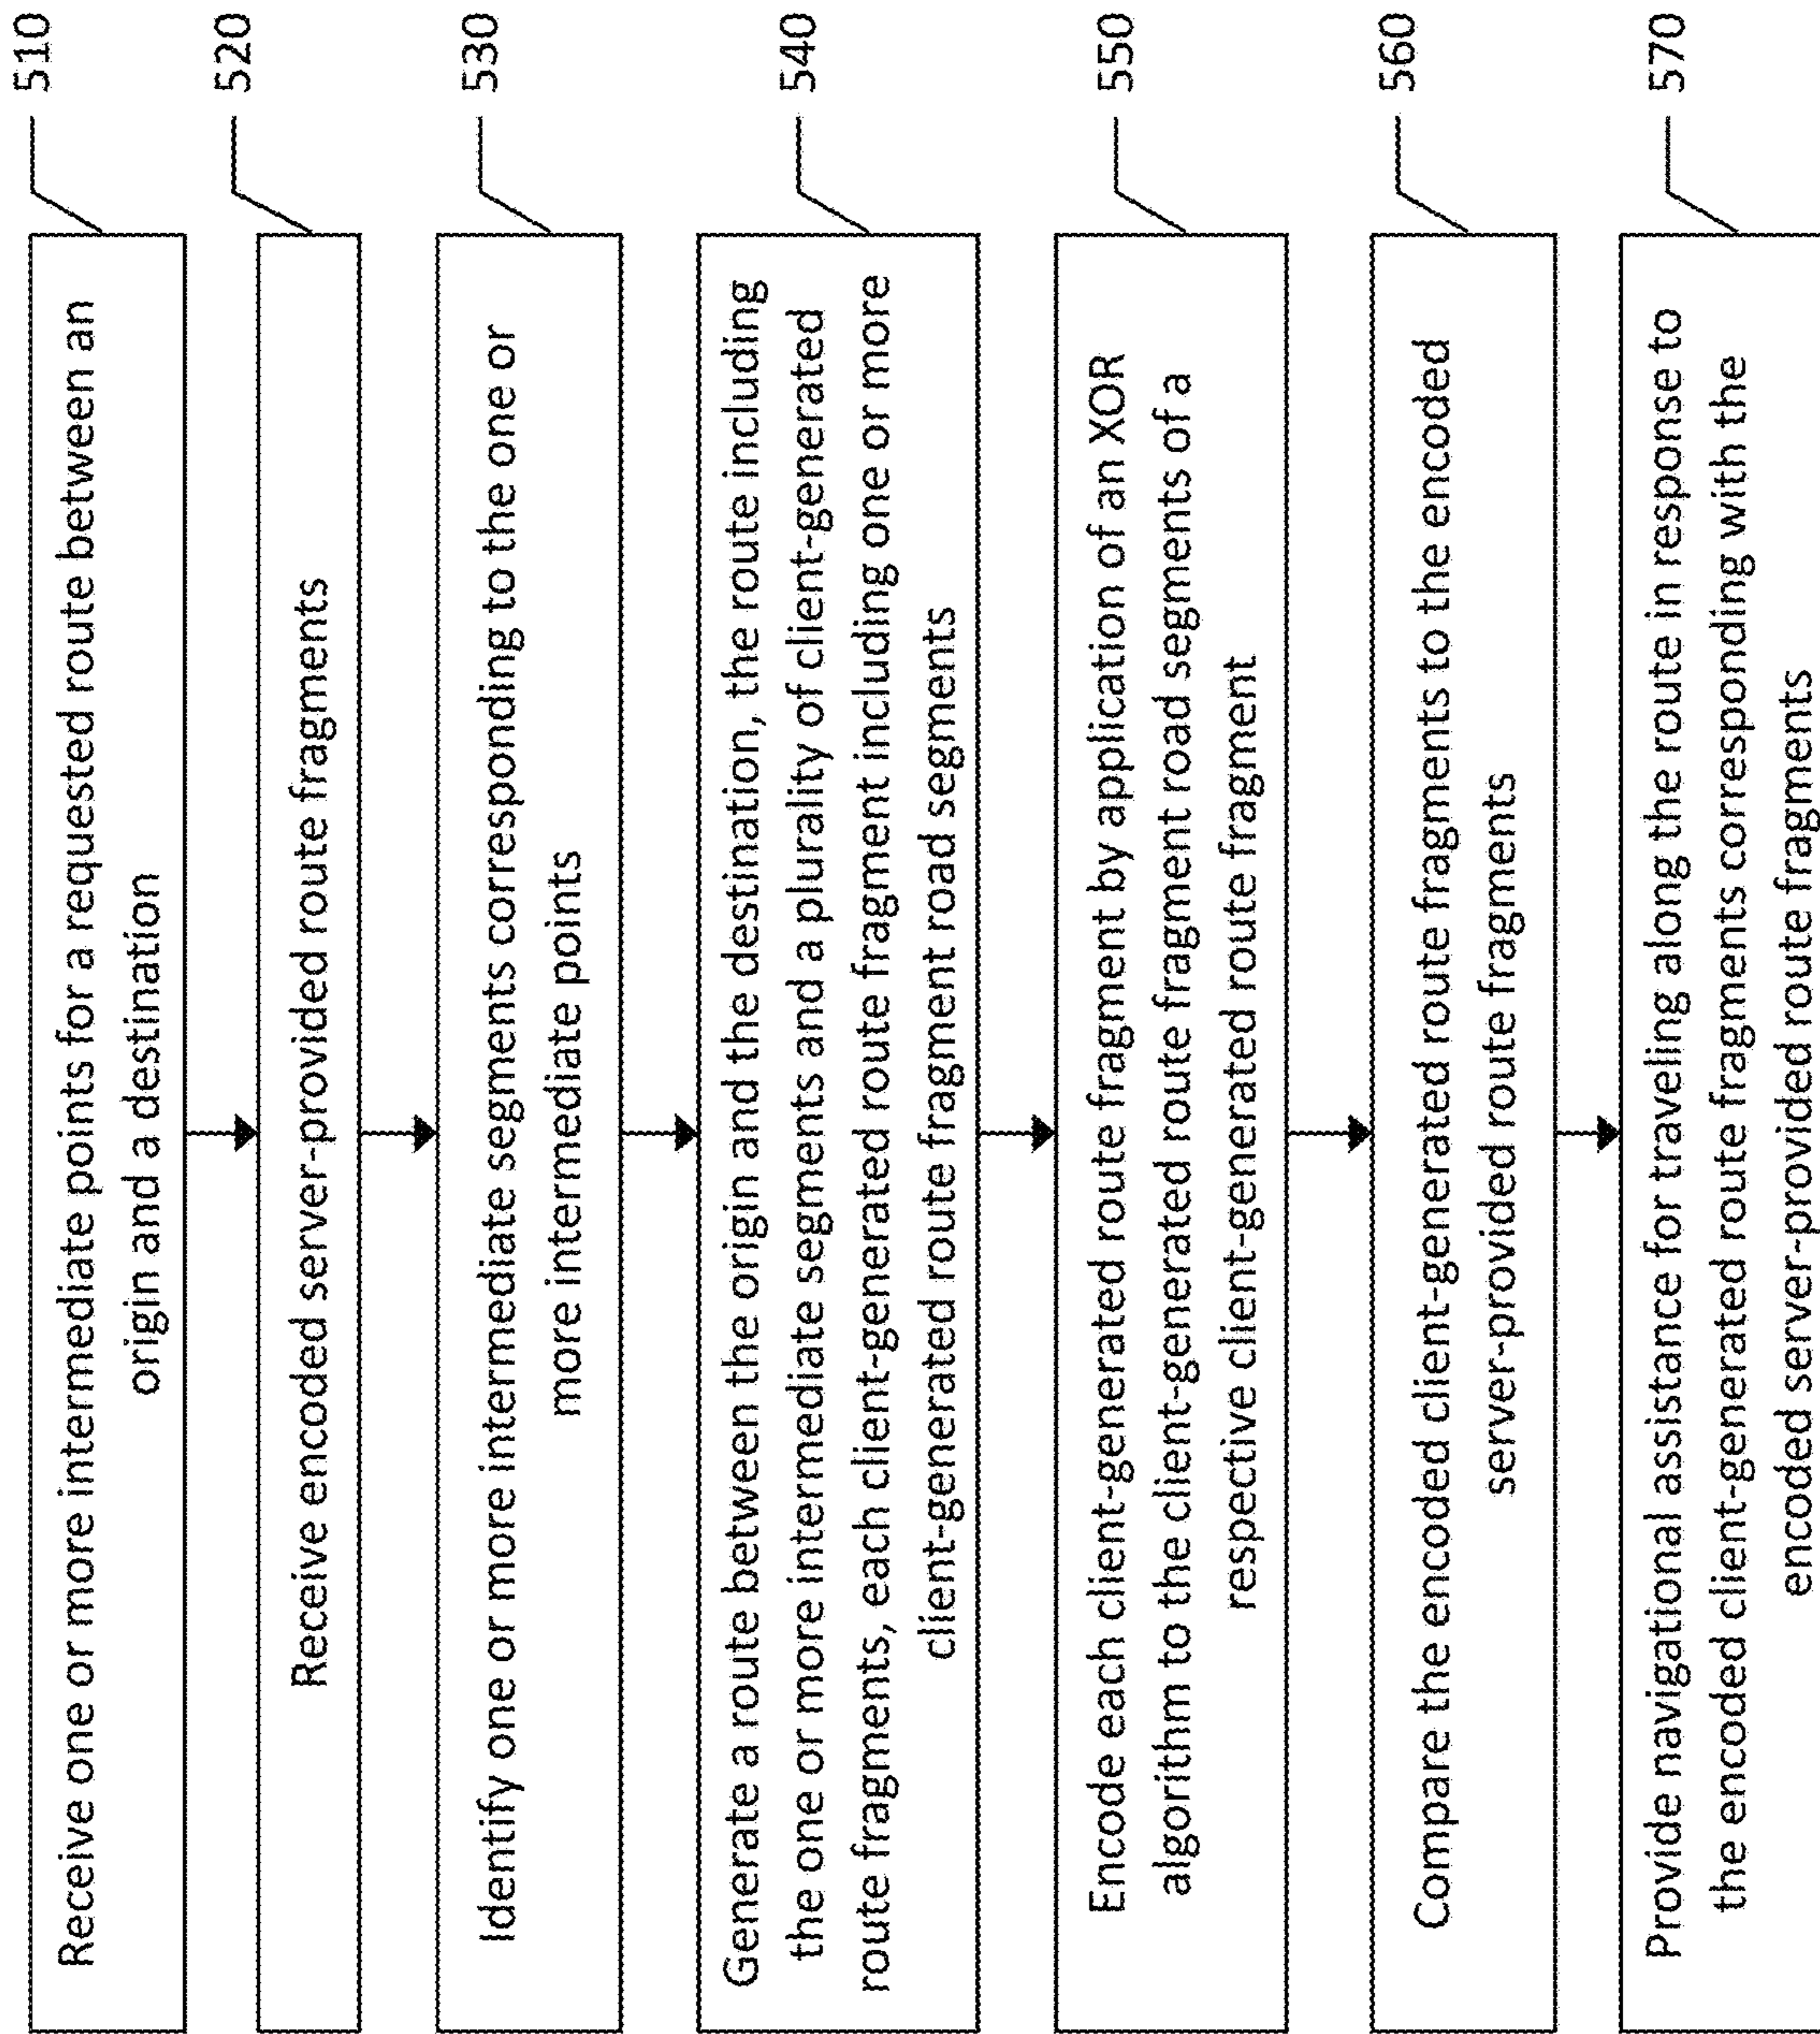 Receive one or more intermediate points for a requested route between an
origin and a destination
510
Receive encoded server-provided route fragments
520
Identify one or more intermediate segments corresponding to the one or
more intermediate points
530
Generate a route between the origin and the destination, the route including
the one or more intermediate segments and a plurality of client-generated
route fragments, each client-generated route fragment including one or more
client-generated route fragment road segments
540
Encode each client-generated route fragment by application of an XOR
algorithm to the client-generated route fragment road segments of a
respective client-generated route fragment
550
Compare the encoded client-generated route fragments to the encoded
server-provided route fragments
560
Provide navigational assistance for traveling along the route in response to
the encoded client-generated route fragments corresponding with the
encoded server-provided route fragments
570